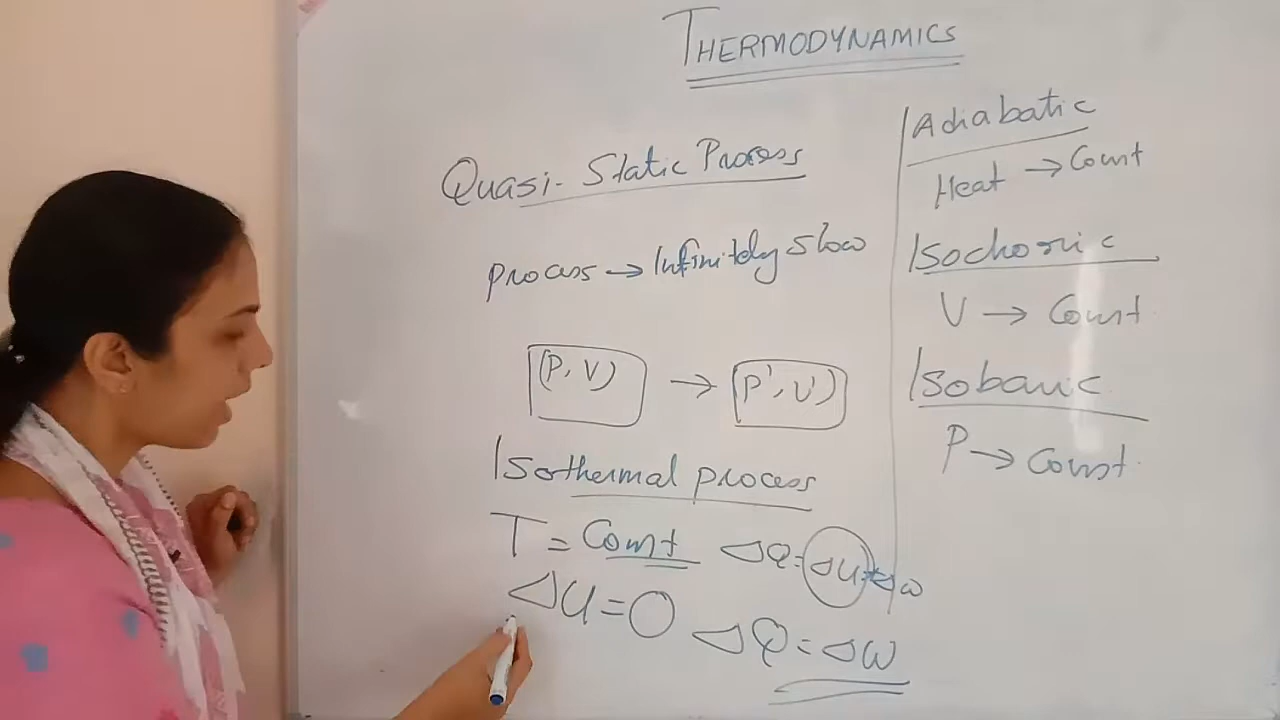 THERMODYNAMICS
Quasi-Static Process
Process → Infinitely Slow
(P, V) → (P', V')
Isothermal process
T = Const
ΔQ = ΔU + ΔW
ΔU = 0
ΔQ = ΔW
Adiabatic
Heat → Const
Isochoric
V → Const
Isobaric
P → Const